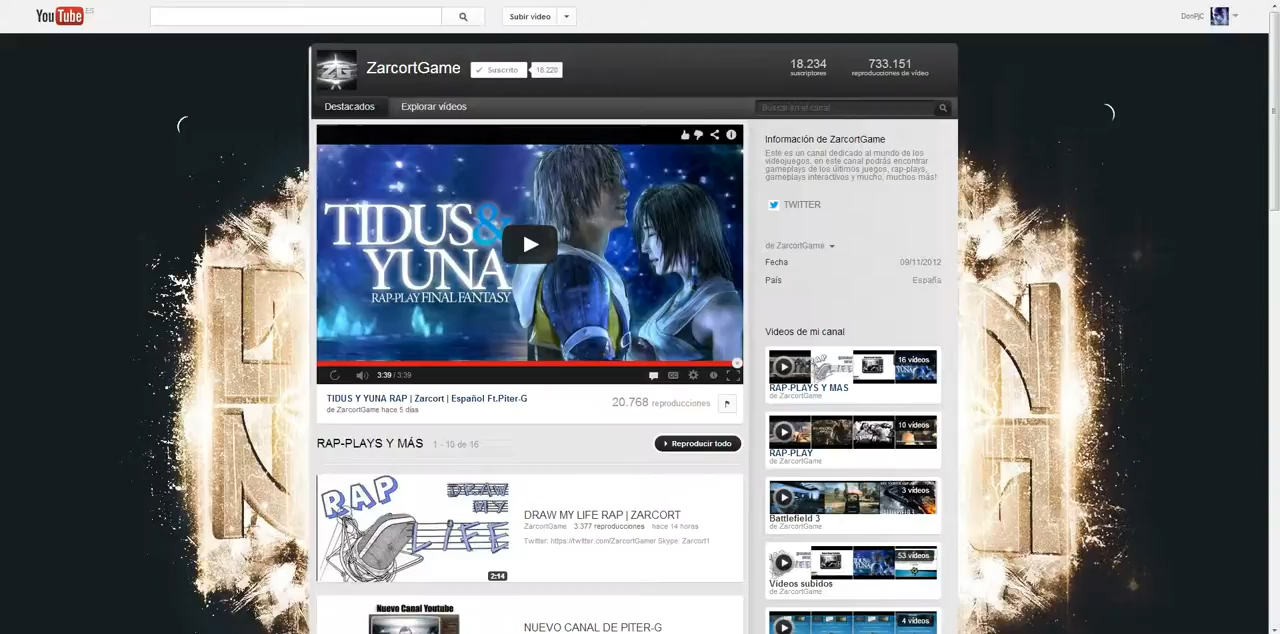 YouTube ES
Subir vídeo
DonPjC
ZarcortGame
Suscrito
18.220
18.234
suscriptores
733.151
reproducciones de vídeo
Destacados
Explorar vídeos
Buscar en el canal
TIDUS &
YUNA
RAP-PLAY FINAL FANTASY
3:39 / 3:39
TIDUS Y YUNA RAP | Zarcort | Español Ft.Piter-G
de ZarcortGame hace 5 días
20.768 reproducciones
RAP-PLAYS Y MÁS 1 - 10 de 16
Reproducir todo
RAP
DRAW
MY
LIFE
2:14
DRAW MY LIFE RAP | ZARCORT
ZarcortGame 3.377 reproducciones hace 14 horas
Twitter: https://twitter.com/ZarcortGamer Skype: Zarcort1
Nuevo Canal Youtube
NUEVO CANAL DE PITER-G
Información de ZarcortGame
Este es un canal dedicado al mundo de los
videojuegos, en este canal podrás encontrar
gameplays de los últimos juegos, rap-plays,
gameplays interactivos y mucho, muchos más!
TWITTER
de ZarcortGame
Fecha 09/11/2012
País España
Vídeos de mi canal
16 vídeos
RAP-PLAYS Y MÁS
de ZarcortGame
10 vídeos
RAP-PLAY
de ZarcortGame
3 vídeos
Battlefield 3
de ZarcortGame
53 vídeos
Vídeos subidos
de ZarcortGame
4 vídeos